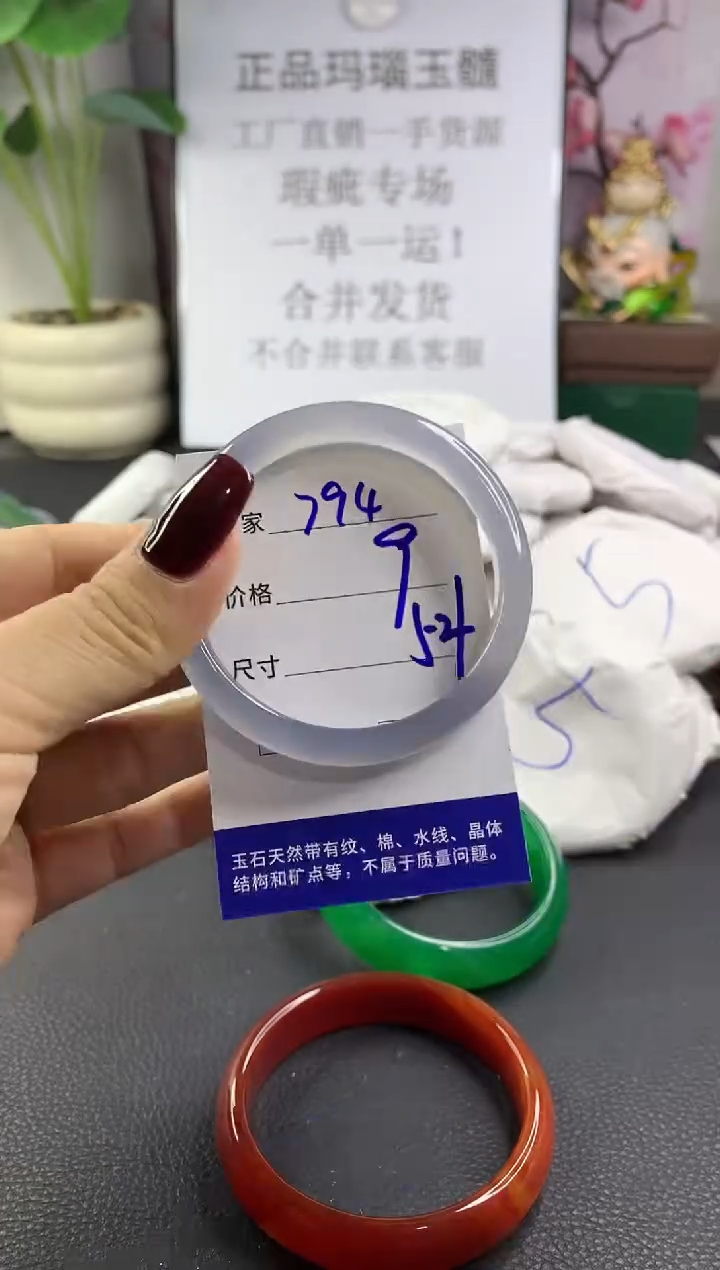 正品玛瑙玉髓
工厂直销一手货源
瑕疵专场
一单一运!
合并发货
不合并联系客服
家 794
价格 9
尺寸
玉石天然带有纹、棉、水线、晶体
结构和矿点等，不属于质量问题。
5
5